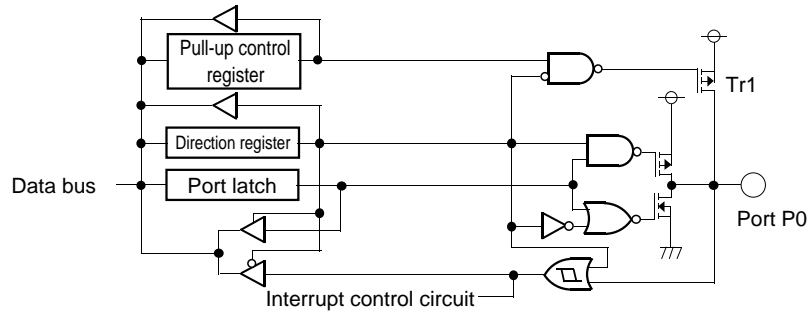 Pull-up control
register
Tr1
Direction register
Data bus
Port latch
Port P0
Interrupt control circuit